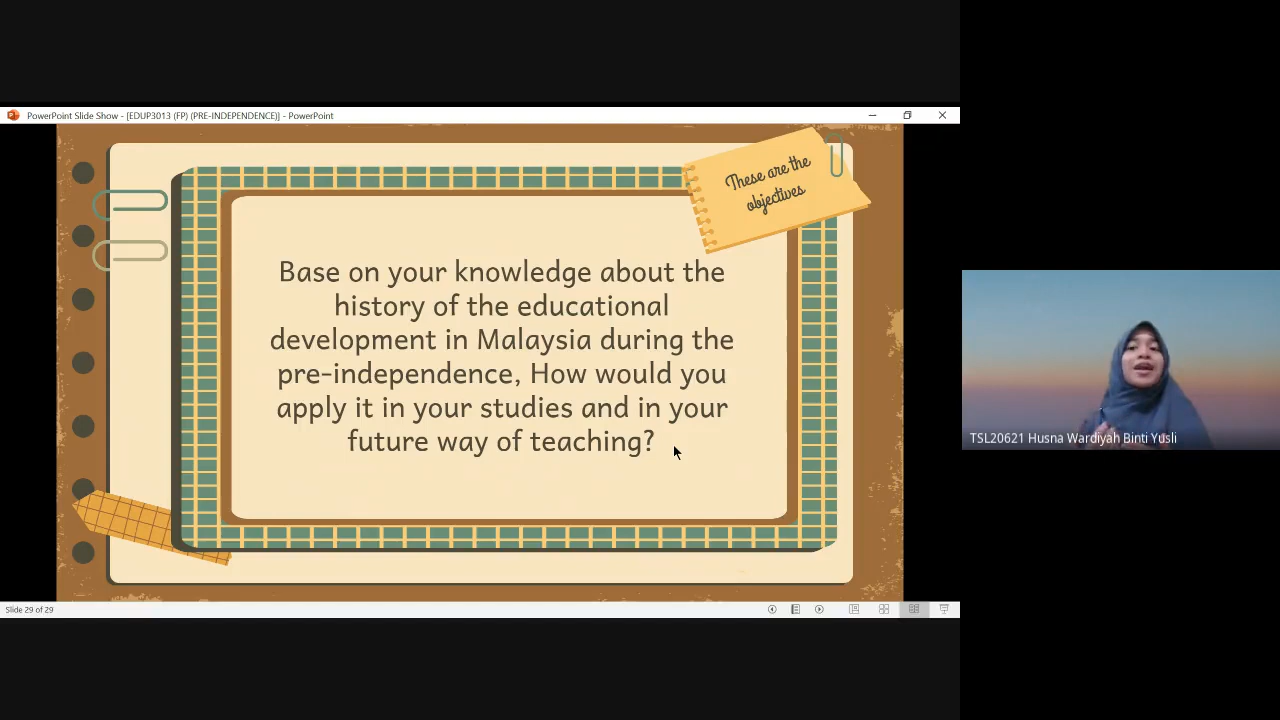 PowerPoint Slide Show - [EDUP3013 (FP) (PRE-INDEPENDENCE)] - PowerPoint
These are the
objectives
Base on your knowledge about the
history of the educational
development in Malaysia during the
pre-independence, How would you
apply it in your studies and in your
future way of teaching?
TSL20621 Husna Wardiyah Binti Yusli
Slide 29 of 29